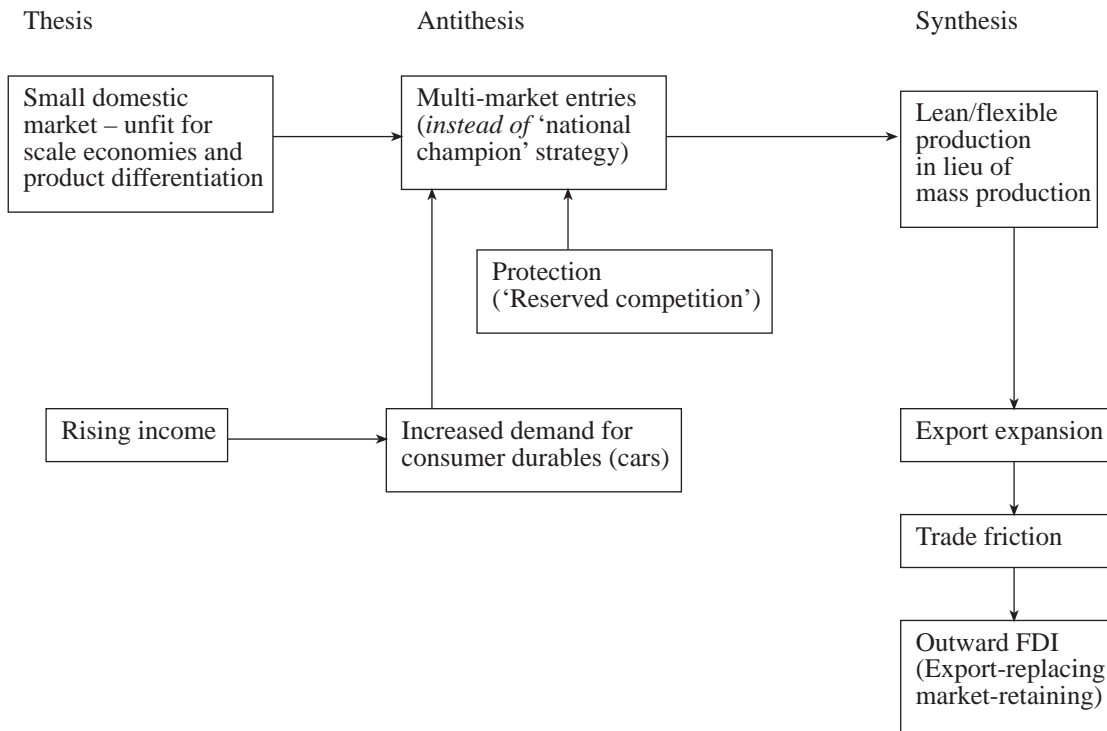 Thesis
Antithesis
Synthesis
Small domestic
market – unfit for
scale economies and
product differentiation
Multi-market entries
(instead of ‘national
champion’ strategy)
Lean/flexible
production
in lieu of
mass production
Protection
(‘Reserved competition’)
Rising income
Increased demand for
consumer durables (cars)
Export expansion
Trade friction
Outward FDI
(Export-replacing
market-retaining)